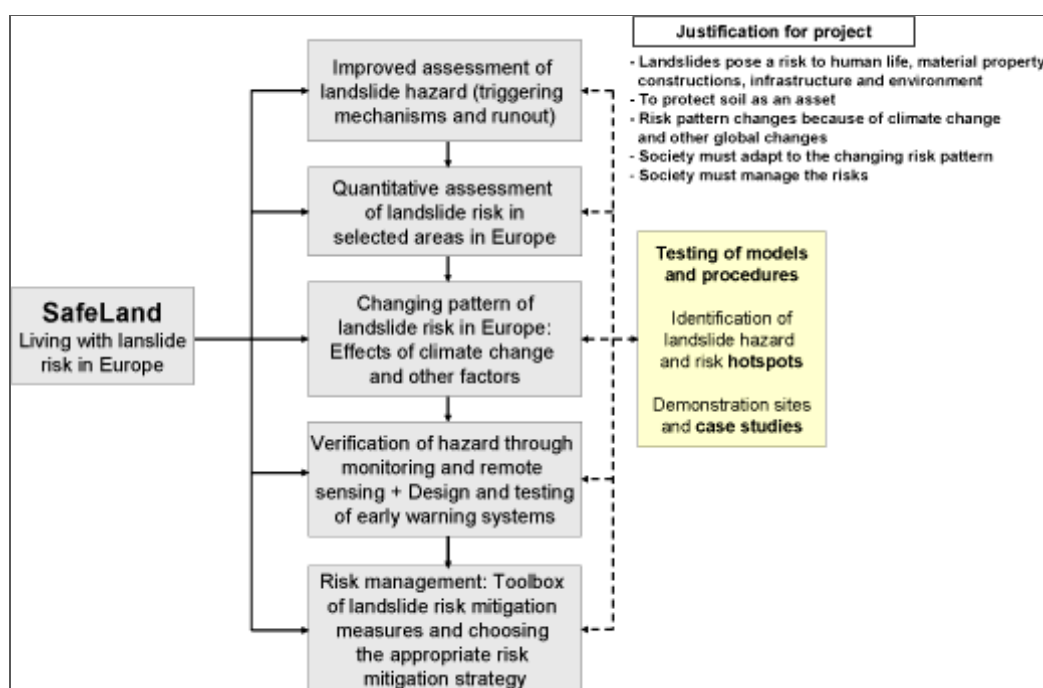 Justification for project
- Landslides pose a risk to human life, material property
constructions, infrastructure and environment
- To protect soil as an asset
- Risk pattern changes because of climate change
and other global changes
- Society must adapt to the changing risk pattern
- Society must manage the risks
Improved assessment of
landslide hazard (triggering
mechanisms and runout)
Quantitative assessment
of landslide risk in
selected areas in Europe
SafeLand
Living with lanslide
risk in Europe
Changing pattern of
landslide risk in Europe:
Effects of climate change
and other factors
Verification of hazard through
monitoring and remote
sensing + Design and testing
of early warning systems
Risk management: Toolbox
of landslide risk mitigation
measures and choosing
the appropriate risk
mitigation strategy
Testing of models
and procedures
Identification of
landslide hazard
and risk hotspots
Demonstration sites
and case studies